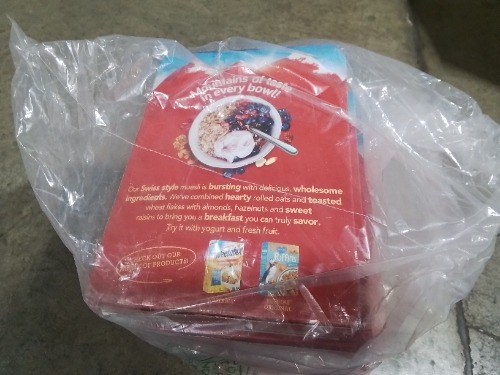 Mountains of taste
in every bowl!
Our Swiss style muesli is bursting with delicious, wholesome
ingredients. We've combined hearty rolled oats and toasted
wheat flakes with almonds, hazelnuts and sweet
raisins to bring you a breakfast you can truly savor.
Try it with yogurt and fresh fruit.
CHECK OUT OUR
OF PRODUCTS!
ORIGINAL